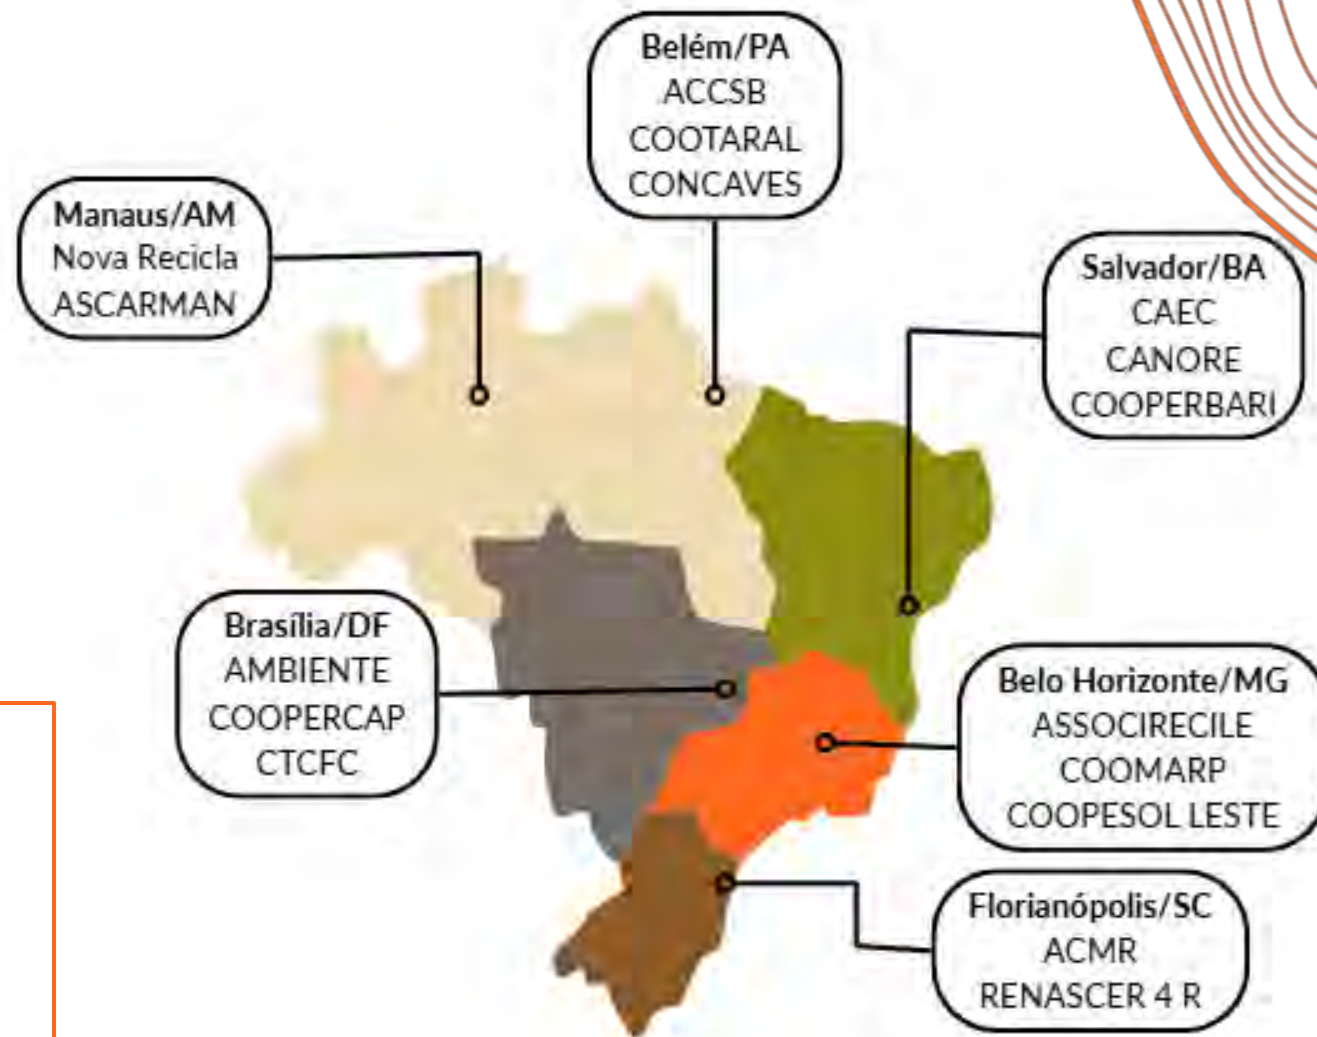 Belém/PA
ACCSB
COOTARAL
CONCAVES
Manaus/AM
Nova Recicla
ASCARMAN
Salvador/BA
CAEC
CANORE
COOPERBARI
Brasília/DF
AMBIENTE
COOPERCAP
CTCFC
Belo Horizonte/MG
ASSOCIRECILE
COOMARP
COOPESOL LESTE
Florianópolis/SC
ACMR
RENASCER 4 R